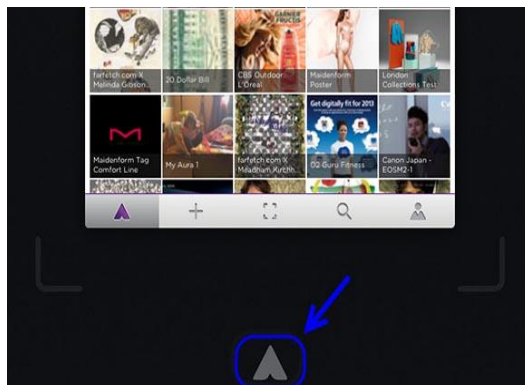 GARNIER
FRUCTIS
farfetch.com X
Malinda Gibson...
20 Dollar Bill
CBS Outdoor
L'Oreal
Maidenform
Poster
London
Collections Test
Get digitally fit for 2013
Maidenform Tag
Comfort Line
My Aura 1
farfetch.com X
Meadham Kirchh...
O2 Guru Fitness
Canon Japan -
EOSM2-1